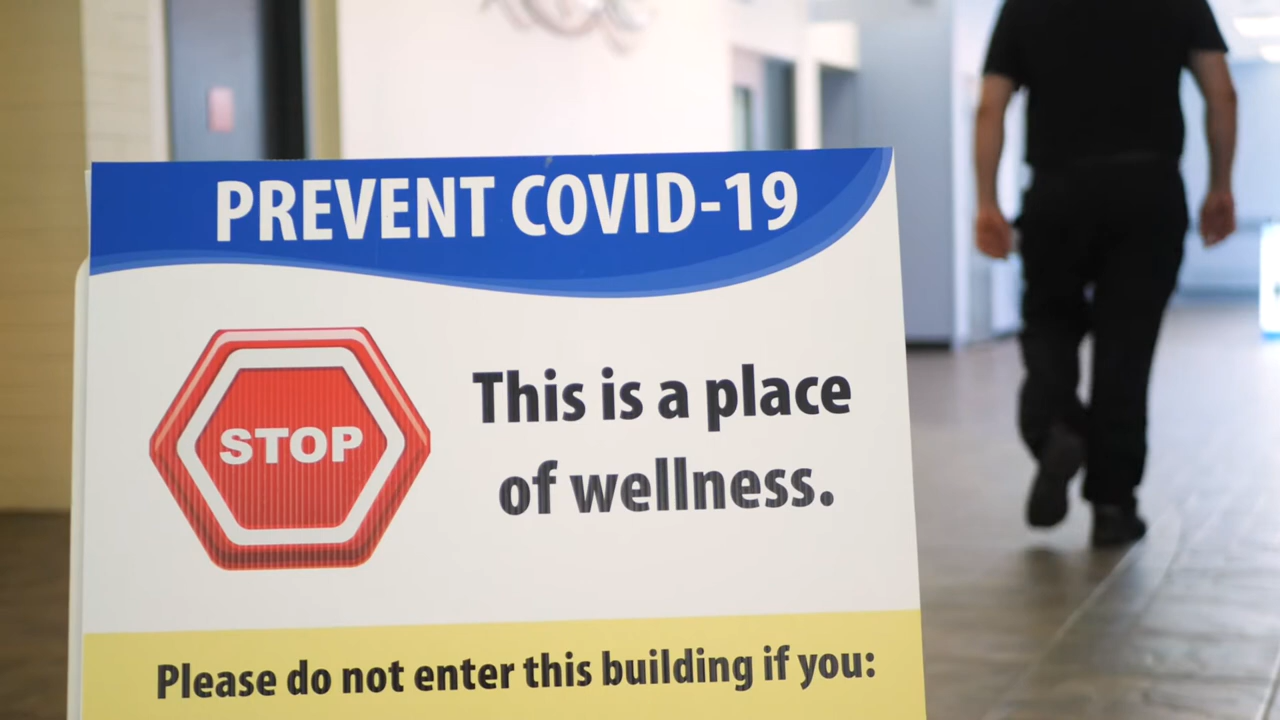 PREVENT COVID-19
STOP
This is a place
of wellness.
Please do not enter this building if you: